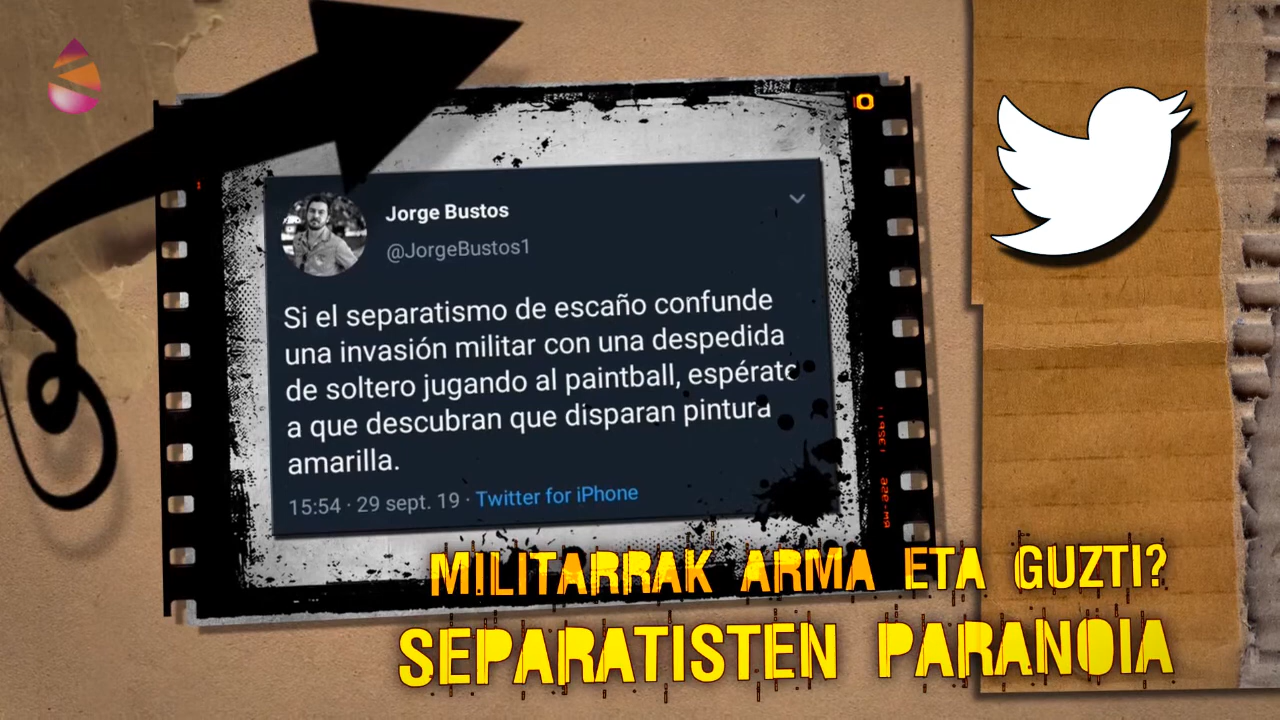 Jorge Bustos
@JorgeBustos1
Si el separatismo de escaño confunde
una invasión militar con una despedida
de soltero jugando al paintball, espérate
a que descubran que disparan pintura
amarilla.
15:54 · 29 sept. 19 · Twitter for iPhone
MILITARRAK ARMA ETA GUZTI?
SEPARATISTEN PARANOIA